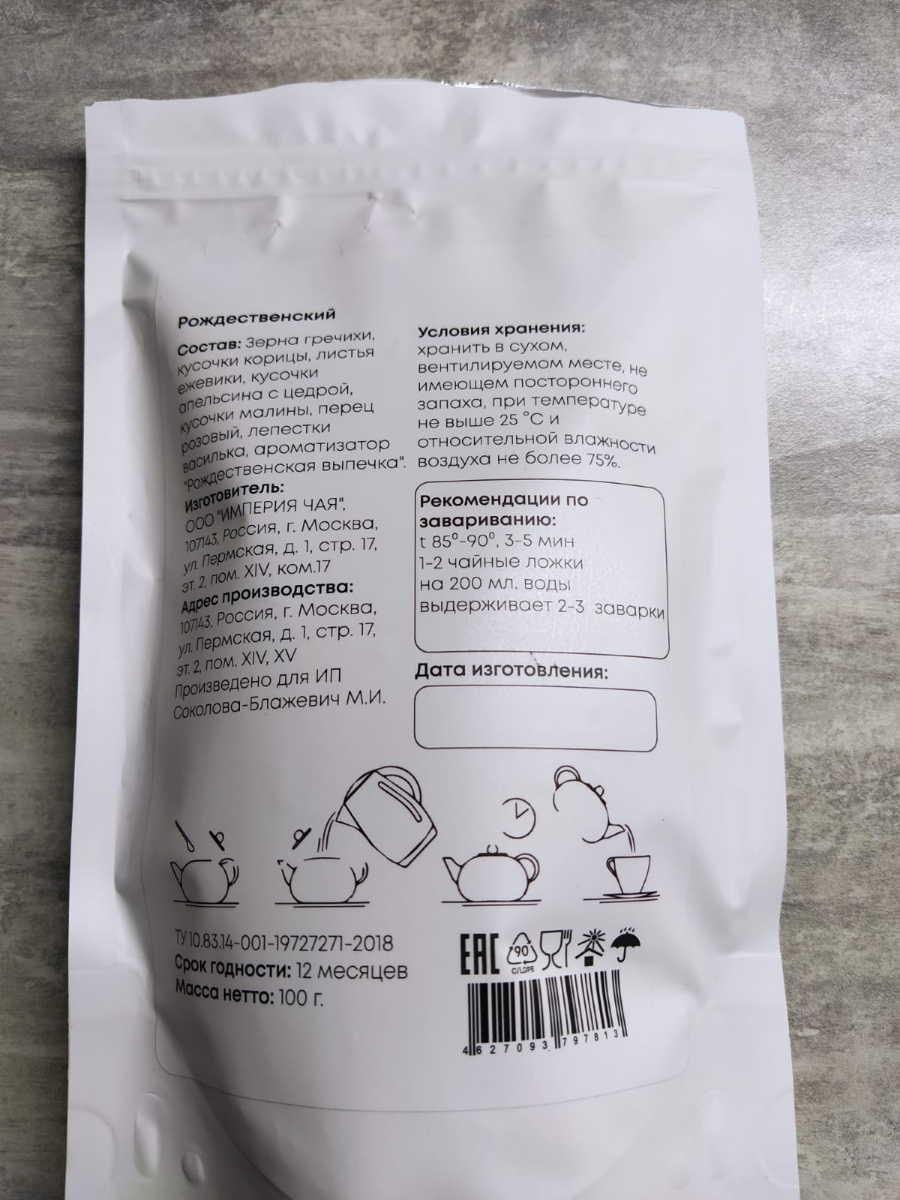 Рождественский
Состав: Зерна гречихи,
кусочки корицы, листья
ежевики, кусочки
апельсина с цедрой,
кусочки малины, перец
розовый, лепестки
василька, ароматизатор
"Рождественская выпечка".
Изготовитель:
ООО "ИМПЕРИЯ ЧАЯ",
107143, Россия, г. Москва,
ул. Пермская, д. 1, стр. 17,
эт. 2, пом. XIV, ком.17
Адрес производства:
107143, Россия, г. Москва,
ул. Пермская, д. 1, стр. 17,
эт. 2, пом. XIV, XV
Произведено для ИП
Соколова-Блажевич М.И.
Условия хранения:
хранить в сухом,
вентилируемом месте, не
имеющем постороннего
запаха, при температуре
не выше 25 °С и
относительной влажности
воздуха не более 75%.
Рекомендации по
завариванию:
t 85⁰-90⁰, 3-5 мин
1-2 чайные ложки
на 200 мл. воды
выдерживает 2-3 заварки
Дата изготовления:
ТУ 10.83.14-001-19727271-2018
Срок годности: 12 месяцев
Масса нетто: 100 г.
EAC
90
C/LDPE
4 627093 797813